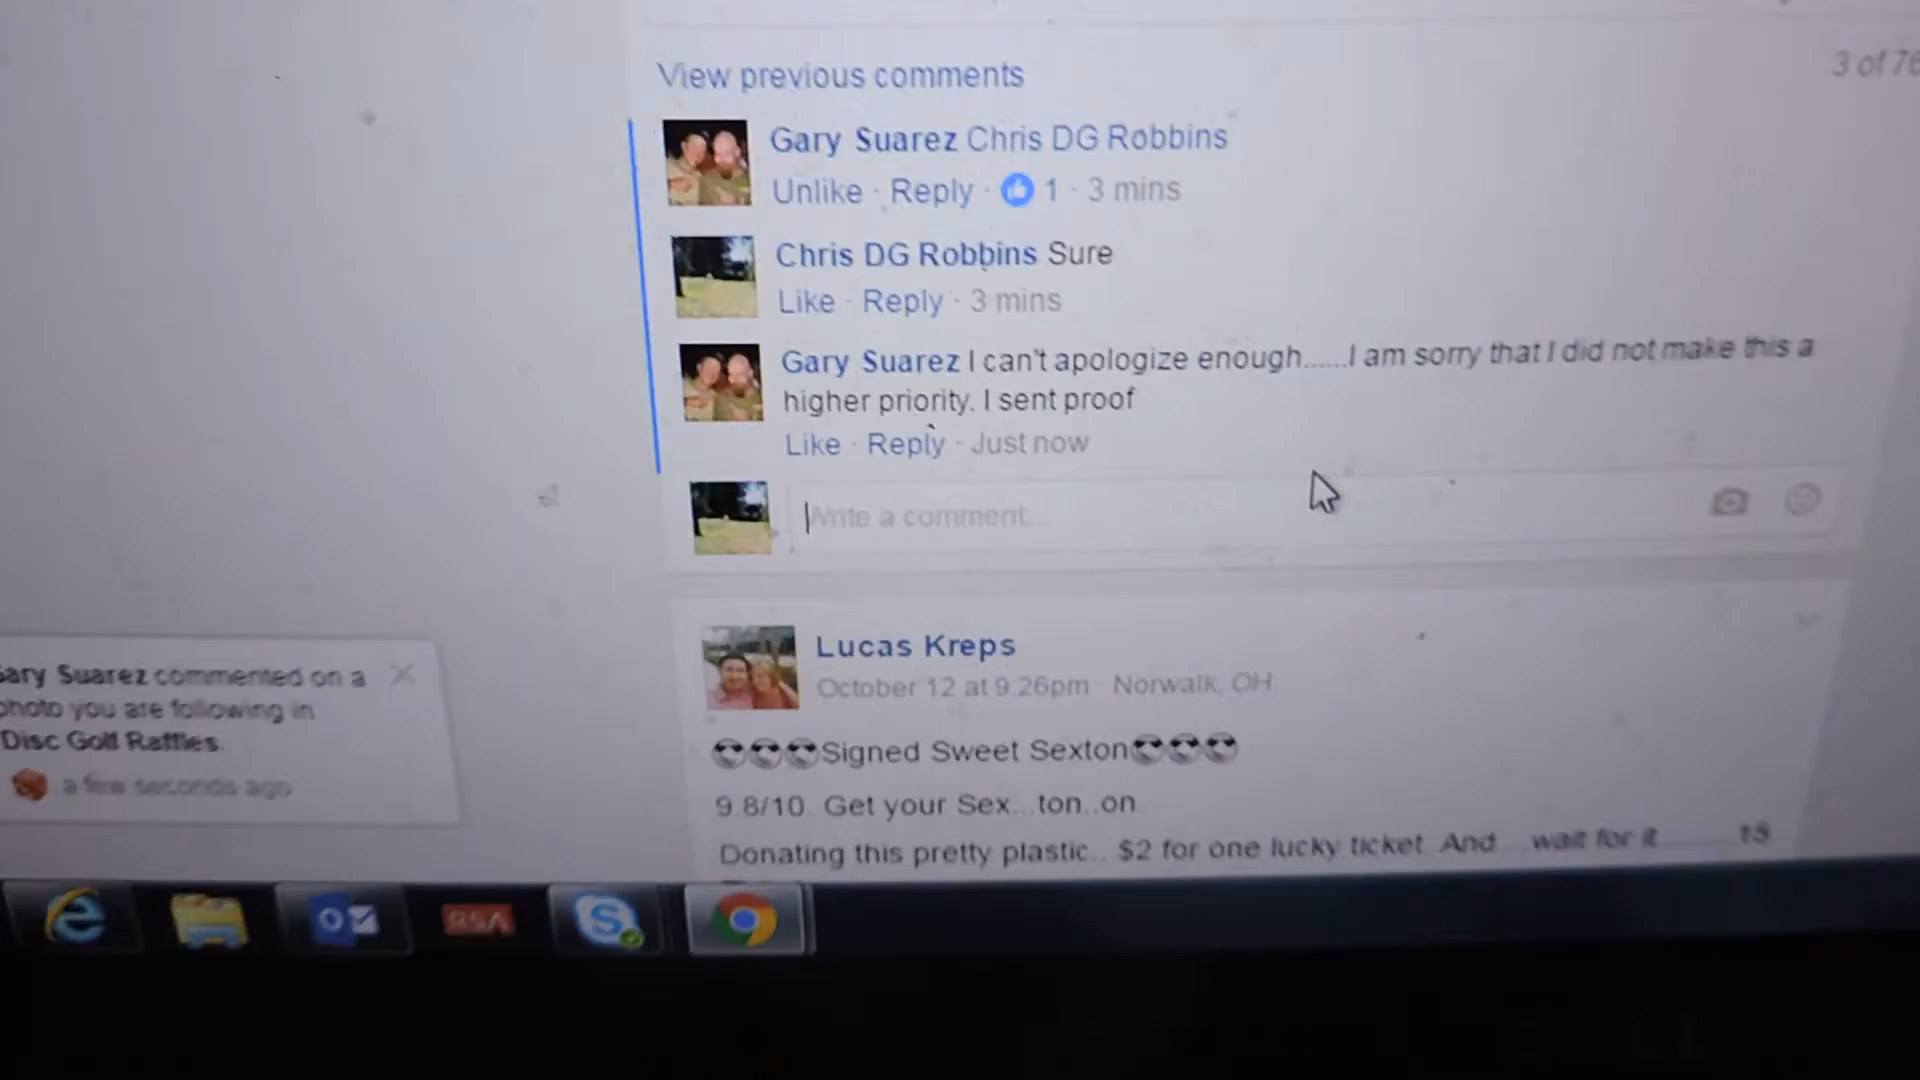 View previous comments
3 of 76
Gary Suarez Chris DG Robbins
Unlike · Reply · 1 · 3 mins
Chris DG Robbins Sure
Like · Reply · 3 mins
Gary Suarez I can't apologize enough......I am sorry that I did not make this a
higher priority. I sent proof
Like · Reply · Just now
Write a comment...
Lucas Kreps
October 12 at 9:26pm · Norwalk, OH
😎😎😎Signed Sweet Sexton😎😎😎
9.8/10. Get your Sex...ton..on
Donating this pretty plastic.. $2 for one lucky ticket. And ... wait for it
Gary Suarez commented on a
photo you are following in
Disc Golf Raffles.
a few seconds ago
RSA